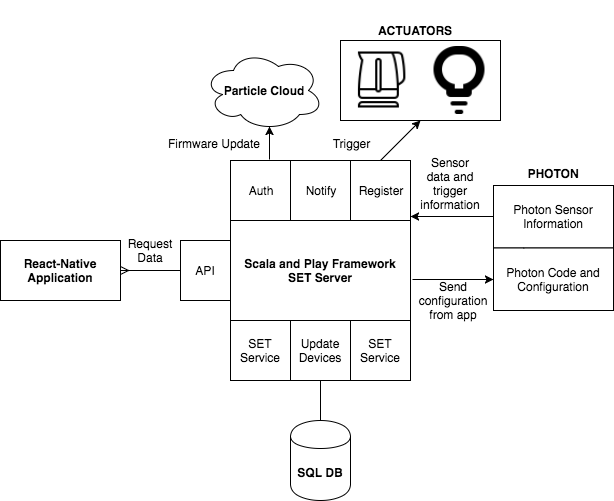 ACTUATORS
Particle Cloud
Firmware Update
Trigger
Auth
Notify
Register
Sensor
data and
trigger
information
PHOTON
Photon Sensor
Information
React-Native
Application
Request
Data
API
Scala and Play Framework
SET Server
Photon Code and
Configuration
Send
configuration
from app
SET
Service
Update
Devices
SET
Service
SQL DB